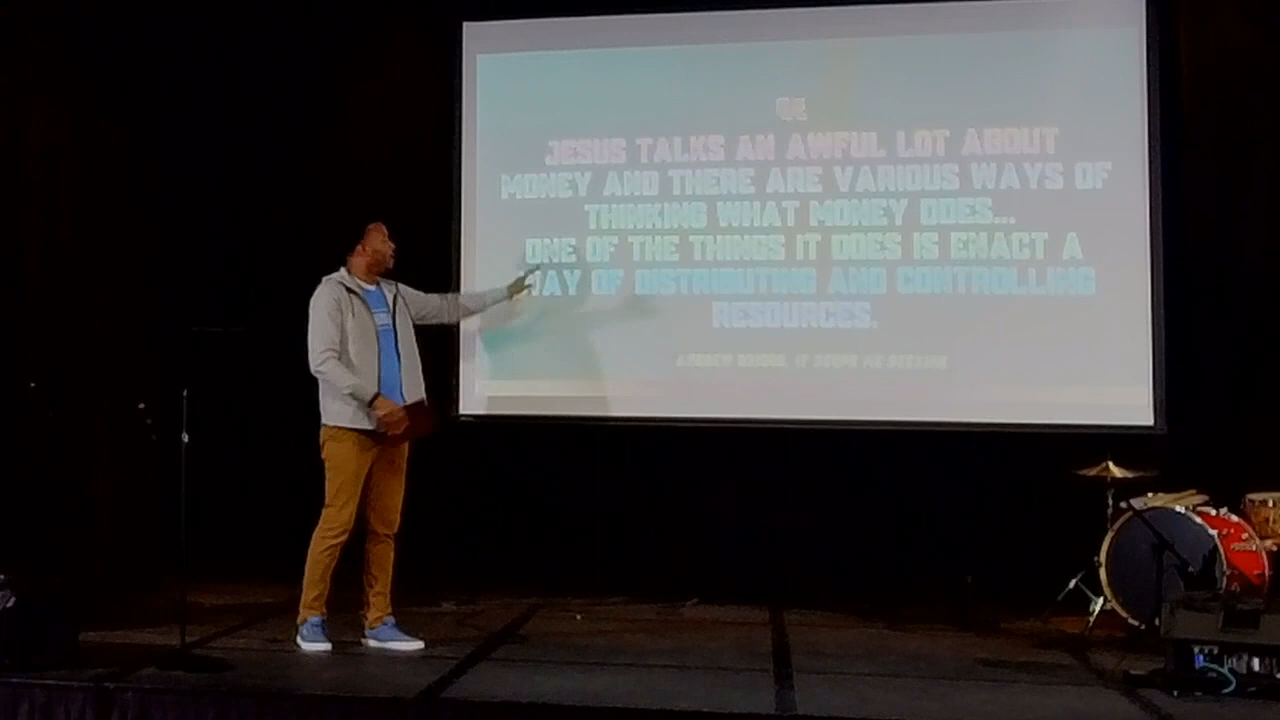 JESUS TALKS AN AWFUL LOT ABOUT
MONEY AND THERE ARE VARIOUS WAYS OF
THINKING WHAT MONEY DOES...
ONE OF THE THINGS IT DOES IS ENACT A
WAY OF DISTRIBUTING AND CONTROLLING
RESOURCES.